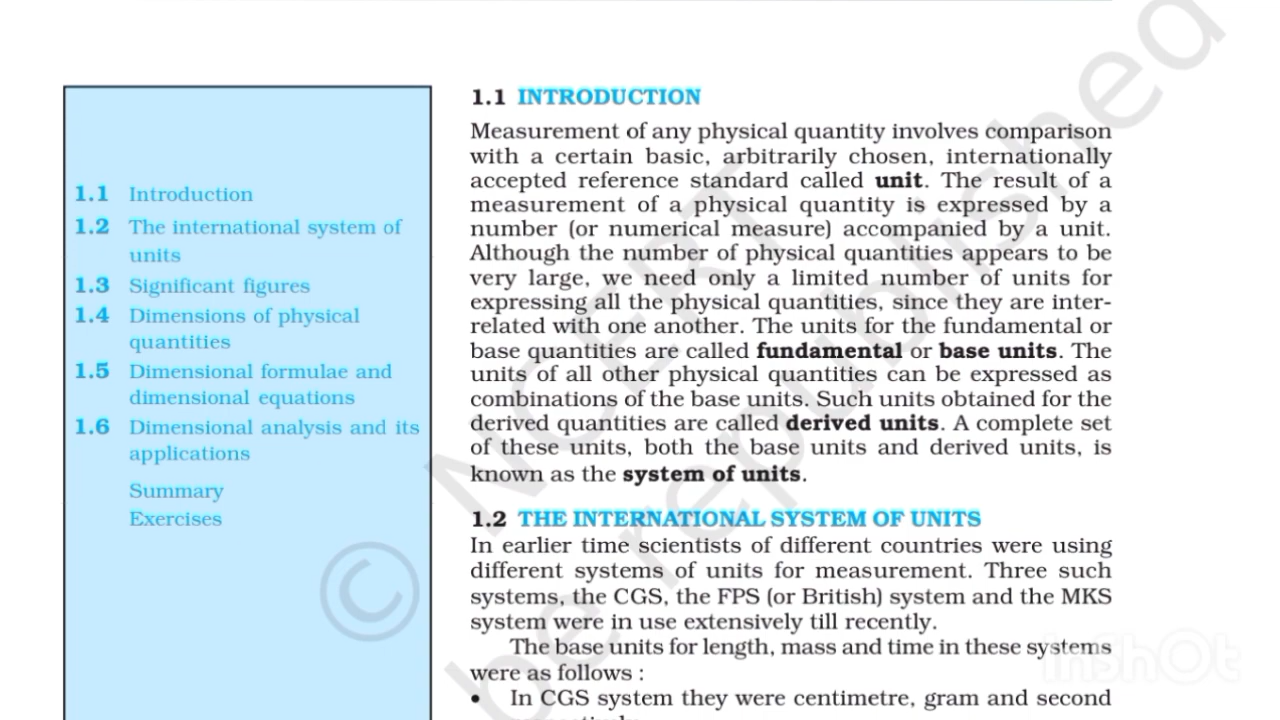 1.1 Introduction
1.2 The international system of
units
1.3 Significant figures
1.4 Dimensions of physical
quantities
1.5 Dimensional formulae and
dimensional equations
1.6 Dimensional analysis and its
applications
Summary
Exercises
1.1 INTRODUCTION
Measurement of any physical quantity involves comparison
with a certain basic, arbitrarily chosen, internationally
accepted reference standard called unit. The result of a
measurement of a physical quantity is expressed by a
number (or numerical measure) accompanied by a unit.
Although the number of physical quantities appears to be
very large, we need only a limited number of units for
expressing all the physical quantities, since they are inter-
related with one another. The units for the fundamental or
base quantities are called fundamental or base units. The
units of all other physical quantities can be expressed as
combinations of the base units. Such units obtained for the
derived quantities are called derived units. A complete set
of these units, both the base units and derived units, is
known as the system of units.
1.2 THE INTERNATIONAL SYSTEM OF UNITS
In earlier time scientists of different countries were using
different systems of units for measurement. Three such
systems, the CGS, the FPS (or British) system and the MKS
system were in use extensively till recently.
The base units for length, mass and time in these systems
were as follows :
• In CGS system they were centimetre, gram and second
© NCERT
be republished
InShOt